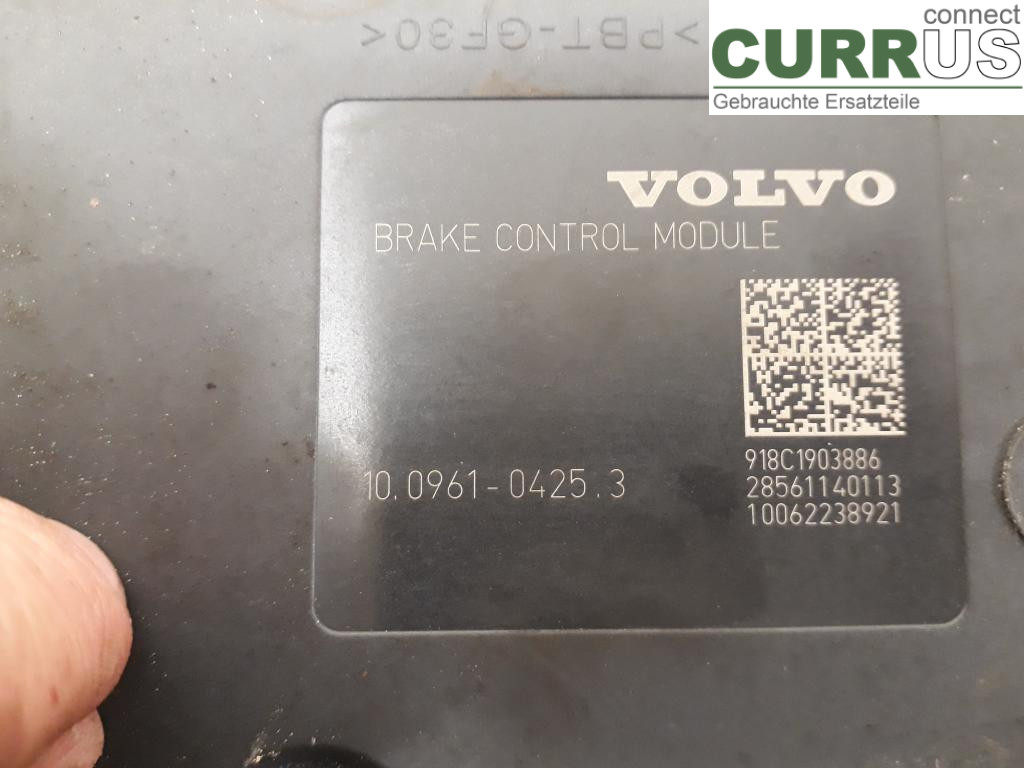 connect
CURRUS
Gebrauchte Ersatzteile
>PBT-GF30<
VOLVO
BRAKE CONTROL MODULE
918C1903886
10.0961-0425.3
28561140113
10062238921